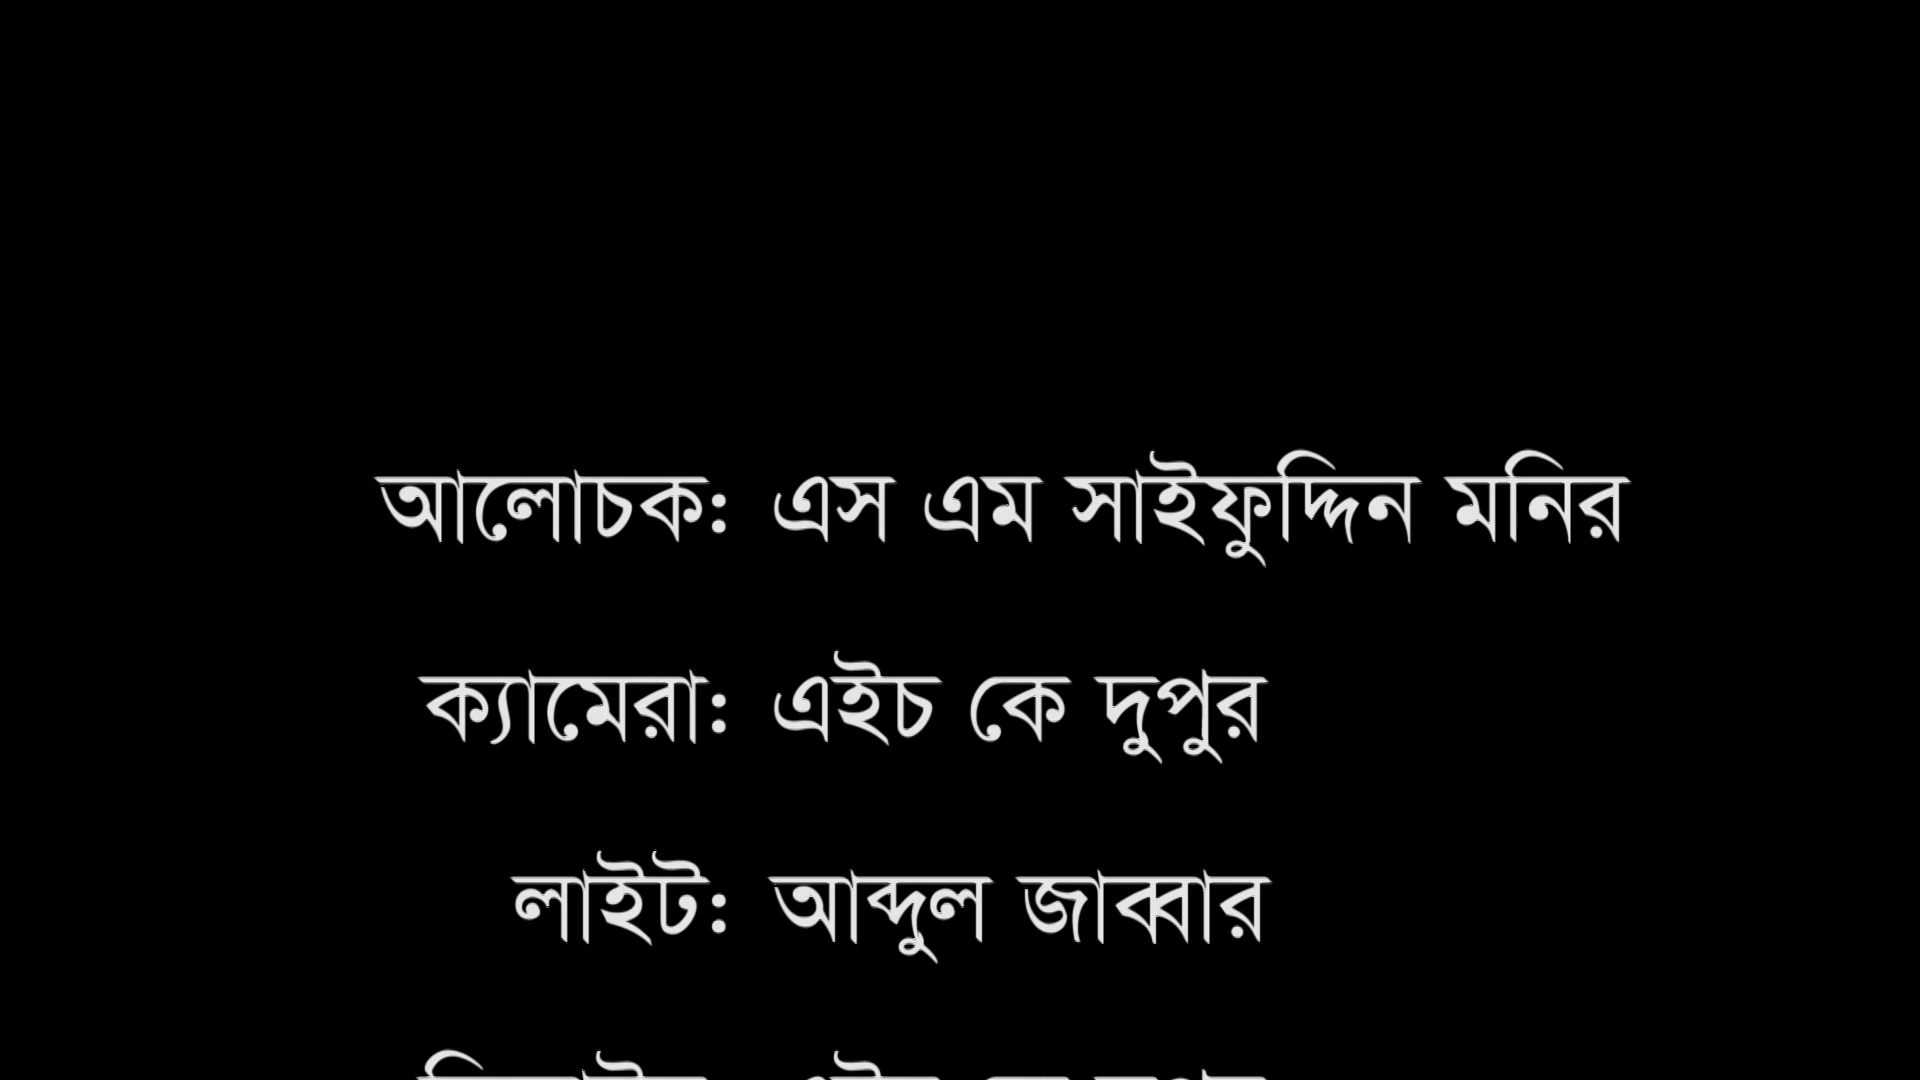 আলোচক: এস এম সাইফুদ্দিন মনির
ক্যামেরা: এইচ কে দুপুর
লাইট: আব্দুল জাব্বার